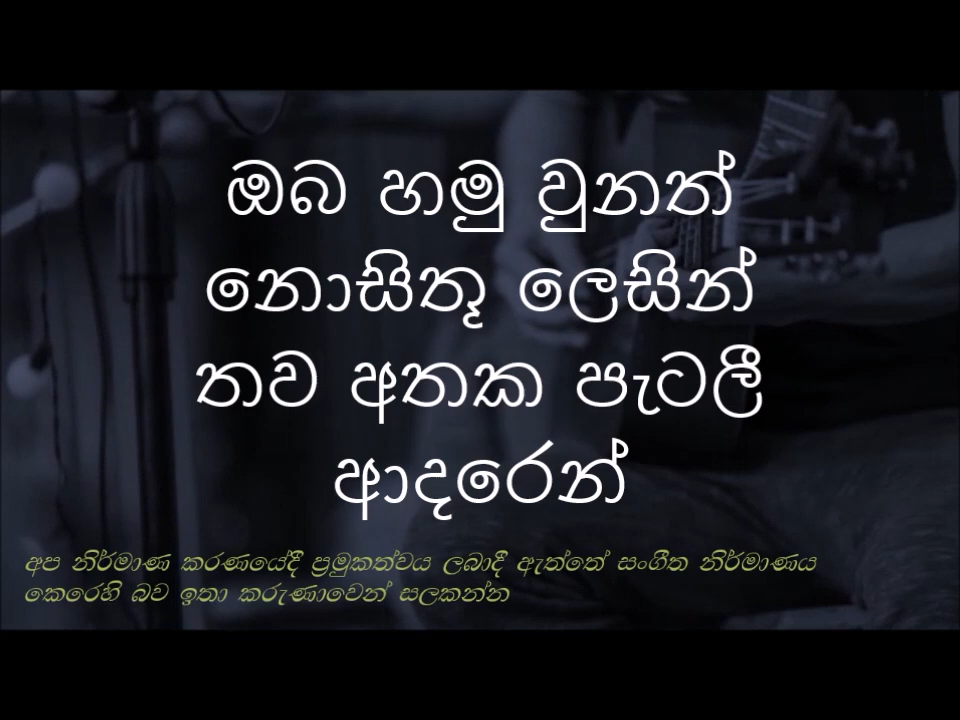 ඔබ හමු වුනත්
නොසිතූ ලෙසින්
තව අතක පැටලී
ආදරෙන්
අප නිර්මාණ කරණයේදී ප්‍රමුකත්වය ලබාදී ඇත්තේ සංගීත නිර්මාණය
කෙරෙහි බව ඉතා කරුණාවෙන් සලකන්න